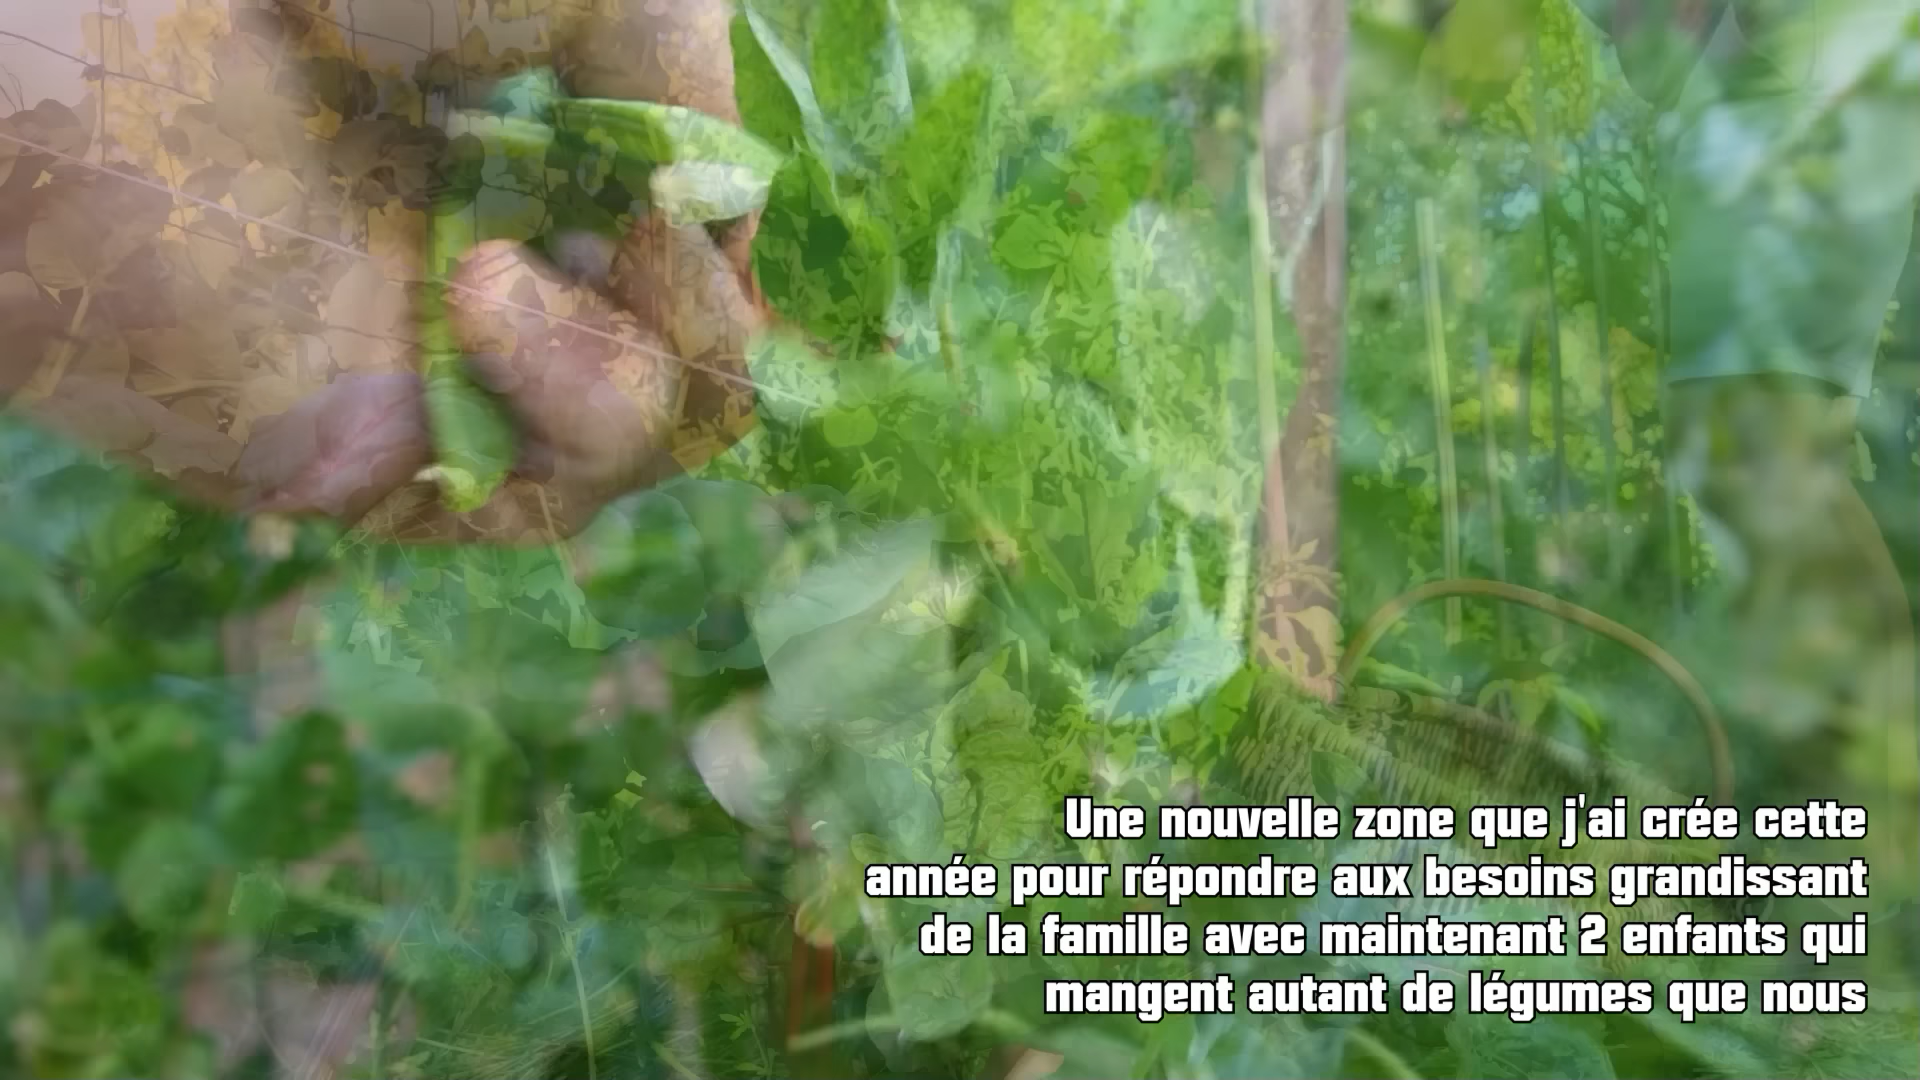 Une nouvelle zone que j'ai crée cette
année pour répondre aux besoins grandissant
de la famille avec maintenant 2 enfants qui
mangent autant de légumes que nous